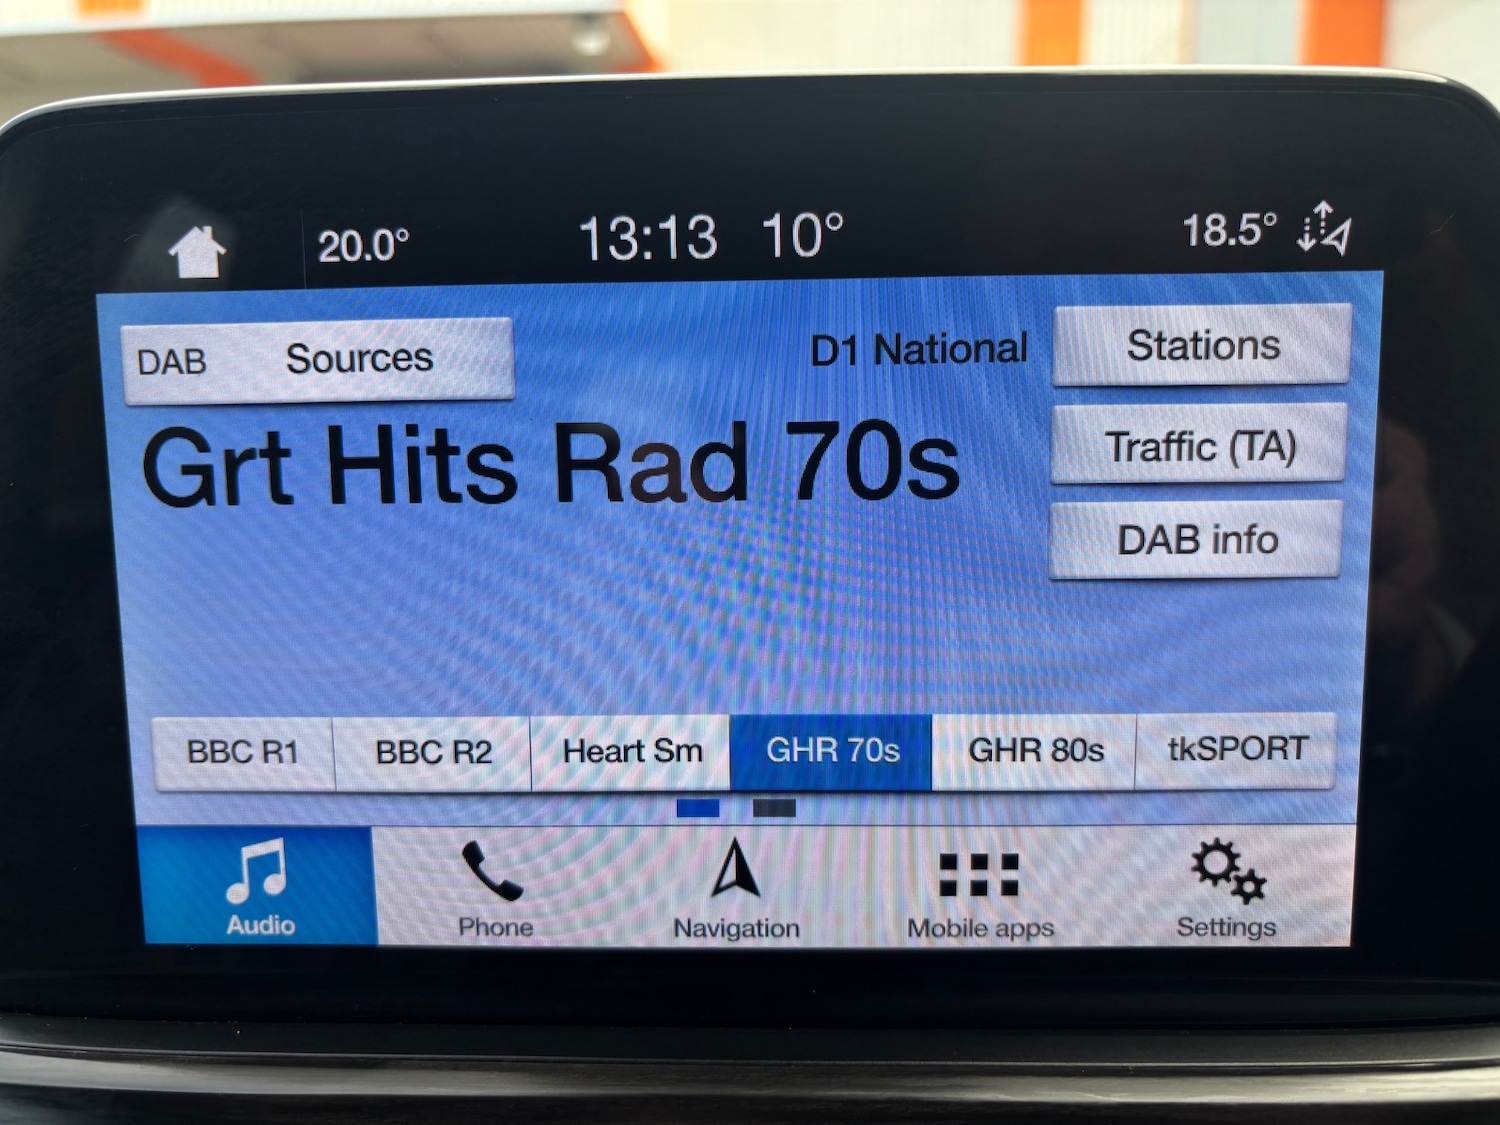 20.0° 13:13 10° 18.5°
DAB Sources D1 National Stations
Grt Hits Rad 70s
Traffic (TA)
DAB info
BBC R1 BBC R2 Heart Sm GHR 70s GHR 80s tkSPORT
Audio Phone Navigation Mobile apps Settings